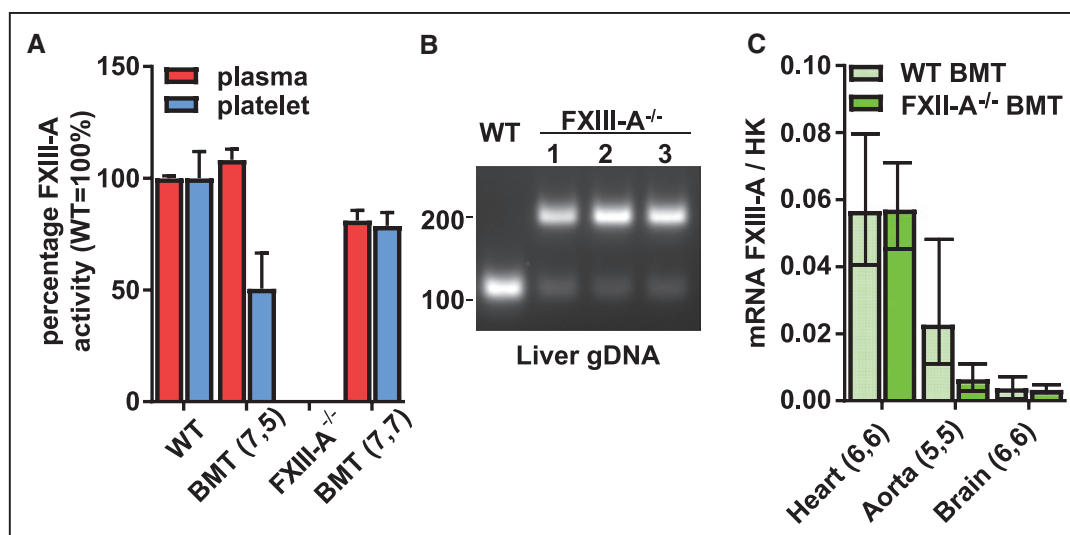 A
percentage FXIII-A
activity (WT=100%)
150
100
50
0
plasma
platelet
WT
BMT (7,5)
FXIII-A-/-
BMT (7,7)
B
WT
FXIII-A-/-
1 2 3
200-
100-
Liver gDNA
C
mRNA FXIII-A / HK
0.10
0.08
0.06
0.04
0.02
0.00
WT BMT
FXII-A-/- BMT
Heart (6,6)
Aorta (5,5)
Brain (6,6)